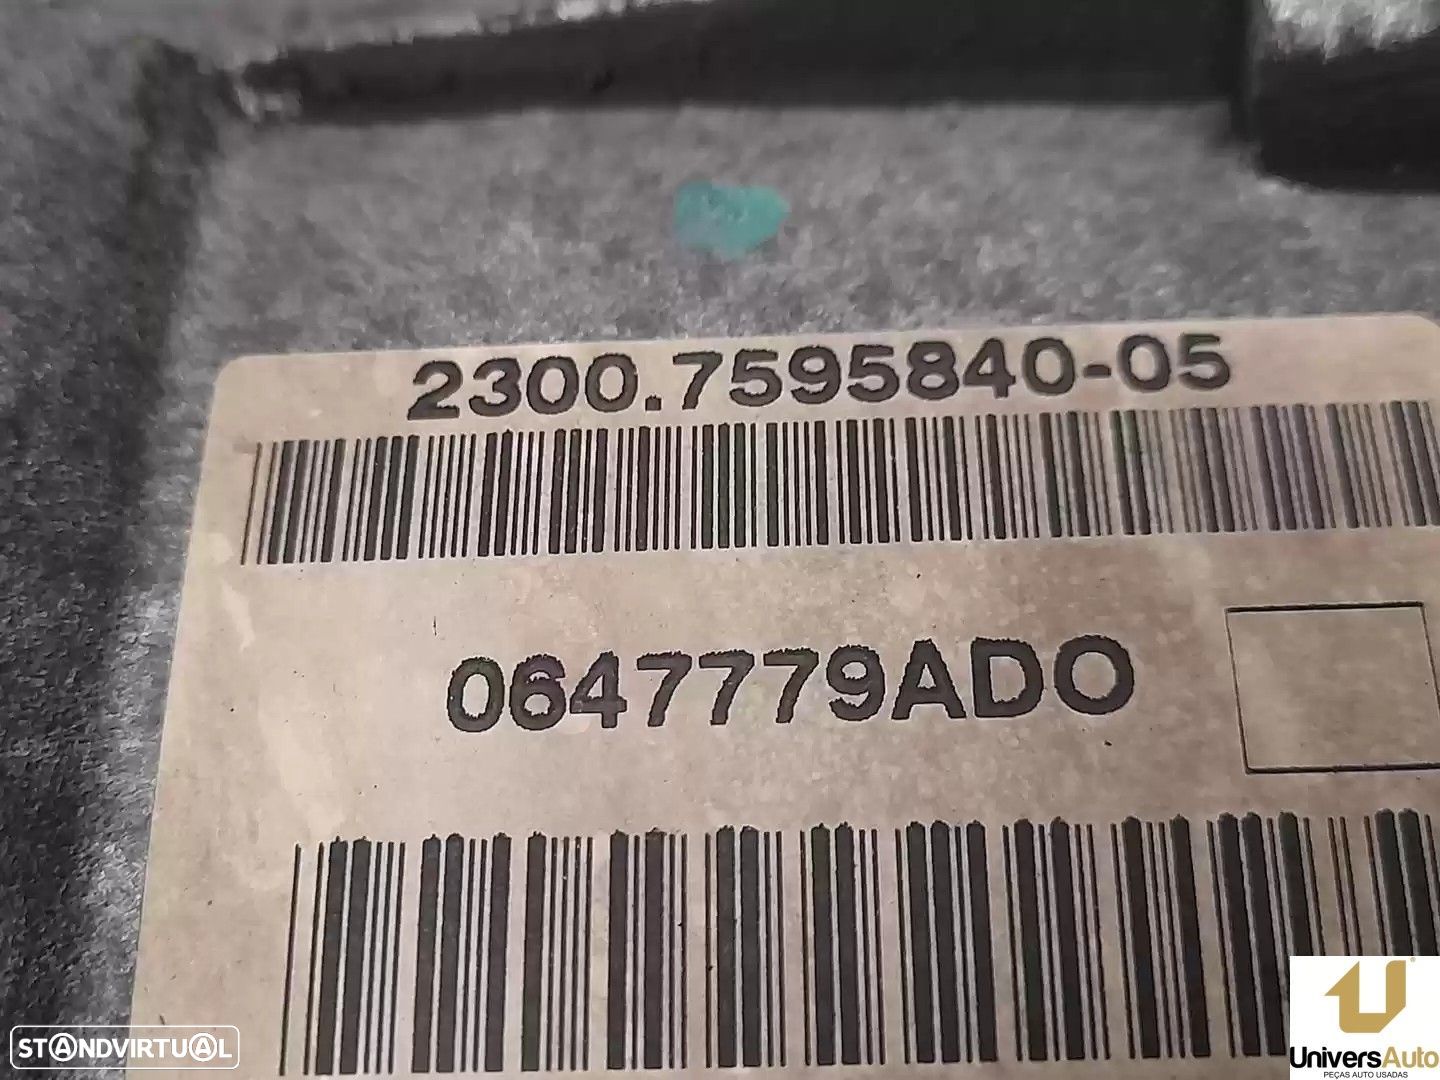 2300.7595840-05
0647779ADO
STANDVIRTUAL
UniversAuto
PEÇAS AUTO USADAS